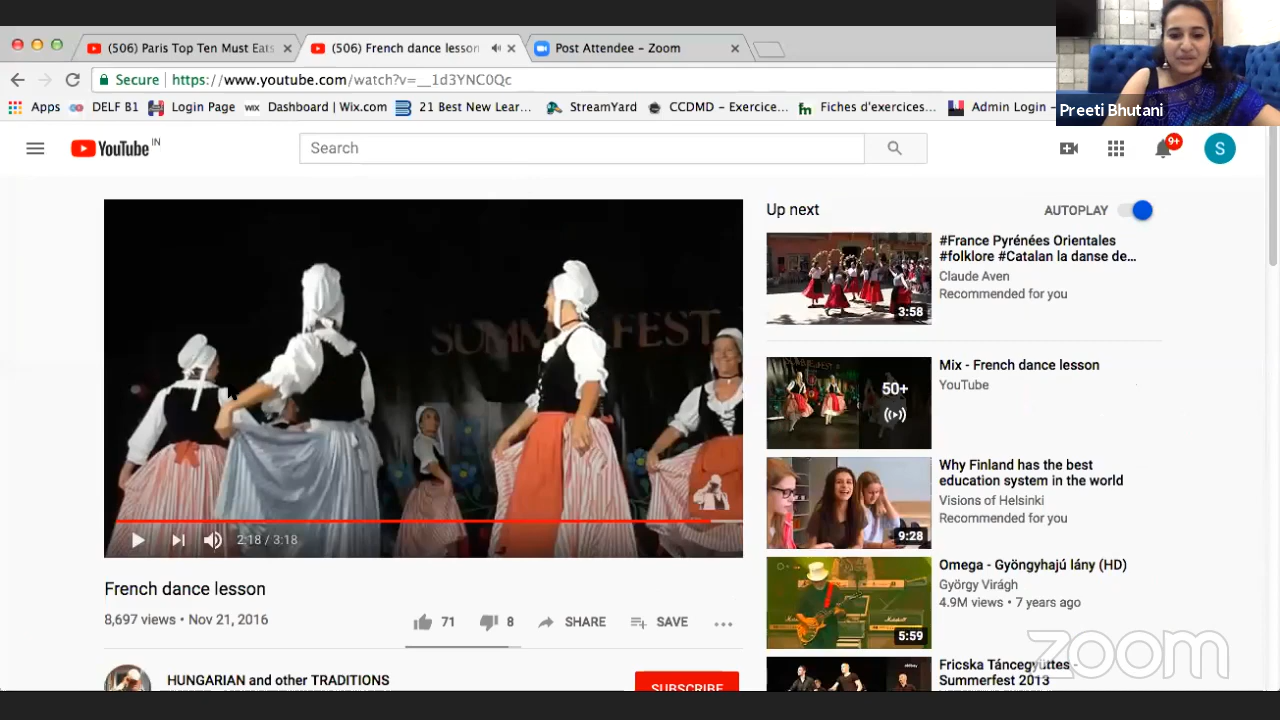 (506) Paris Top Ten Must Eats
(506) French dance lesson
Post Attendee - Zoom
Secure
https://www.youtube.com/watch?v=__1d3YNC0Qc
Apps
DELF B1
Login Page
WIX
Dashboard | Wix.com
21 Best New Lear...
StreamYard
CCDMD - Exercice...
fn
Fiches d'exercices...
Admin Login -
Preeti Bhutani
YouTube IN
Search
9+
S
SUMMERFEST
2:18 / 3:18
French dance lesson
8,697 views • Nov 21, 2016
71
8
SHARE
SAVE
HUNGARIAN and other TRADITIONS
SUBSCRIBE
Up next
AUTOPLAY
#France Pyrénées Orientales
#folklore #Catalan la danse de...
Claude Aven
Recommended for you
3:58
Mix - French dance lesson
YouTube
50+
Why Finland has the best
education system in the world
Visions of Helsinki
Recommended for you
9:28
Omega - Gyöngyhajú lány (HD)
György Virágh
4.9M views • 7 years ago
5:59
Fricska Táncegyüttes -
Summerfest 2013
zoom